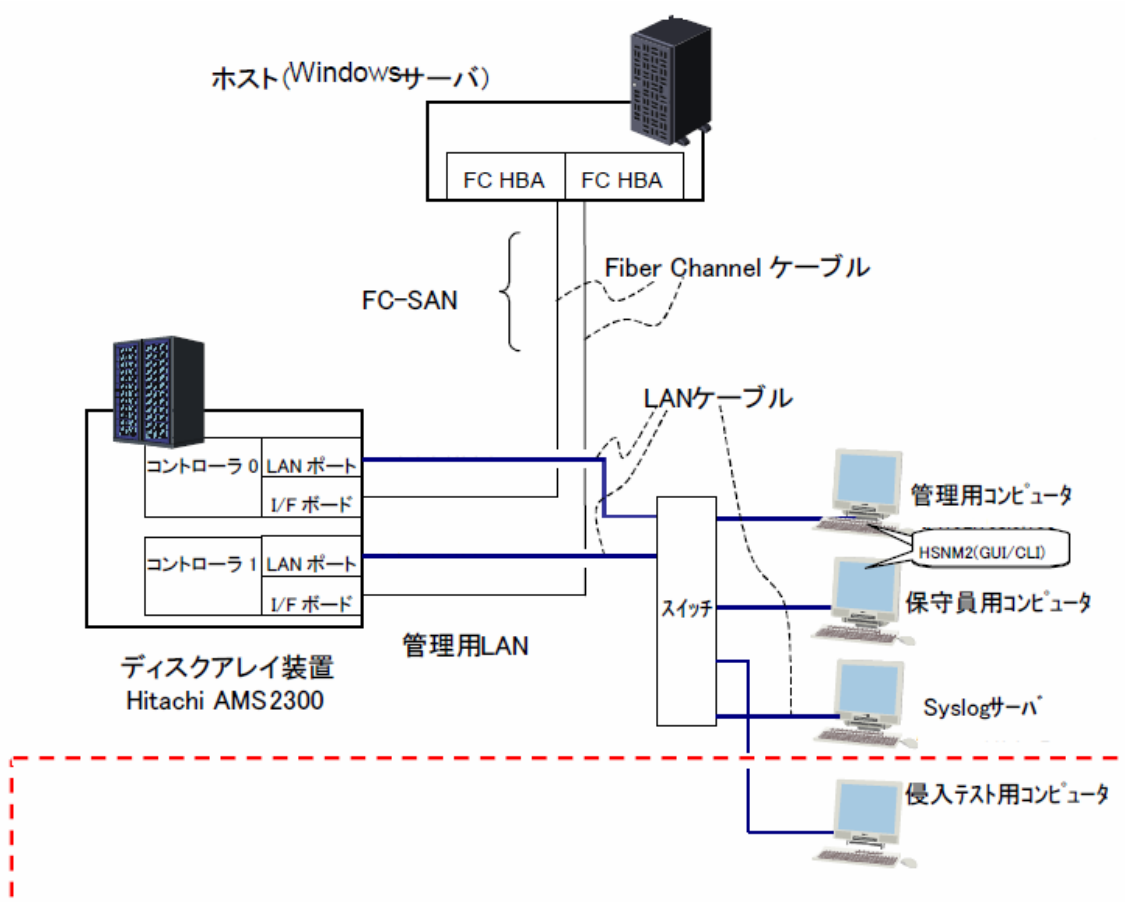 ホスト(Windowsサーバ)
FC HBA FC HBA
Fiber Channel ケーブル
FC-SAN
LANケーブル
コントローラ 0 LAN ポート
I/F ボード
管理用コンピュータ
HSNM2(GUI/CLI)
コントローラ 1 LAN ポート
I/F ボード
スイッチ
保守員用コンピュータ
管理用LAN
ディスクアレイ装置
Hitachi AMS2300
Syslogサーバ
侵入テスト用コンピュータ